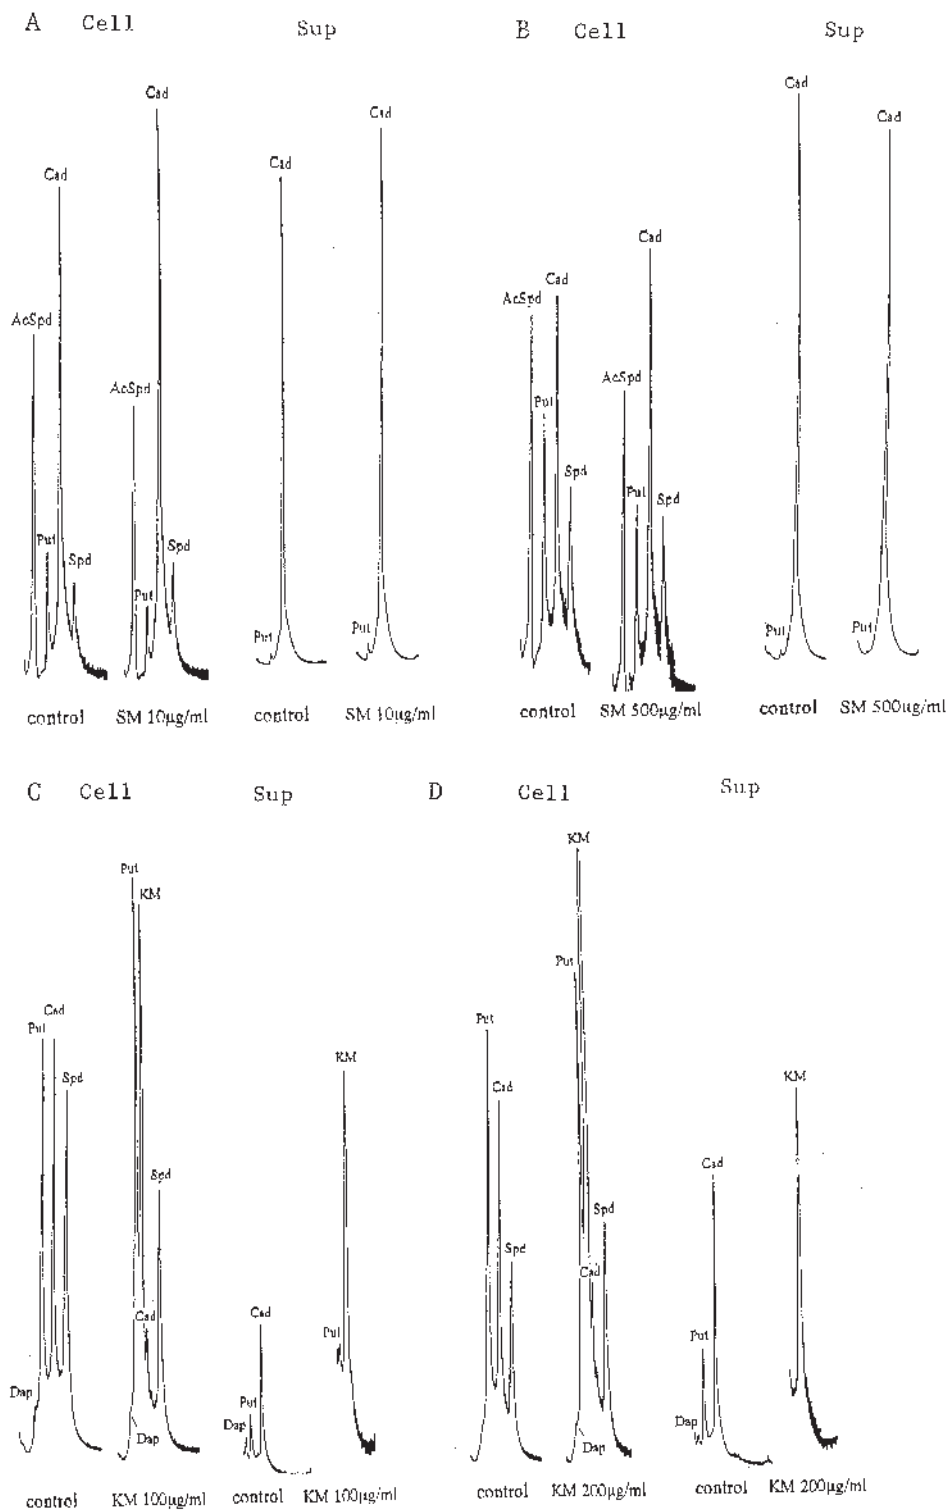 A Cell Sup B Cell Sup
Cad Cad Cad Cad
Cad Cad
Cad Cad
AcSpd AcSpd
AcSpd AcSpd
Put Spd Put Spd
Put Spd Put Spd
Put Put Put Put
control SM 10µg/ml control SM 10µg/ml control SM 500µg/ml control SM 500µg/ml
C Cell Sup D Cell Sup
Put KM KM
Put
Put Cad Spd Put Cad
KM KM
Spd Spd Spd
Cad Cad Cad Cad
Put Put Put
Dap Dap Dap Dap Dap
control KM 100µg/ml control KM 100µg/ml control KM 200µg/ml control KM 200µg/ml